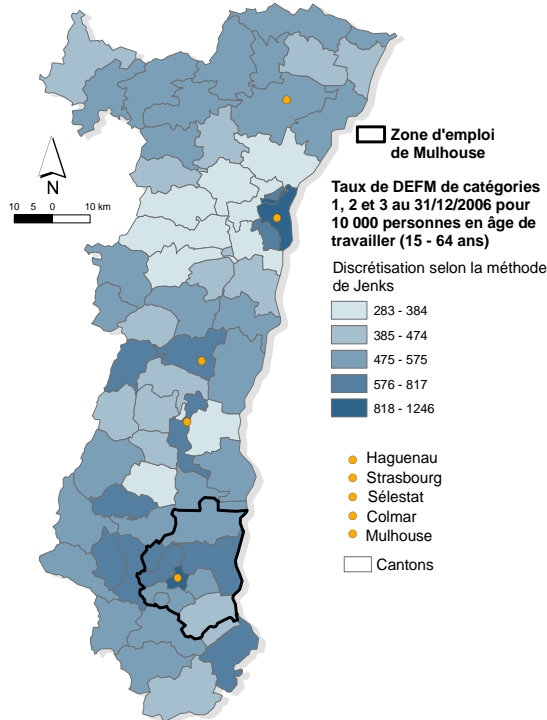 Zone d'emploi
de Mulhouse
N
10 5 0 10 km
Taux de DEFM de catégories
1, 2 et 3 au 31/12/2006 pour
10 000 personnes en âge de
travailler (15 - 64 ans)
Discrétisation selon la méthode
de Jenks
283 - 384
385 - 474
475 - 575
576 - 817
818 - 1246
Haguenau
Strasbourg
Sélestat
Colmar
Mulhouse
Cantons